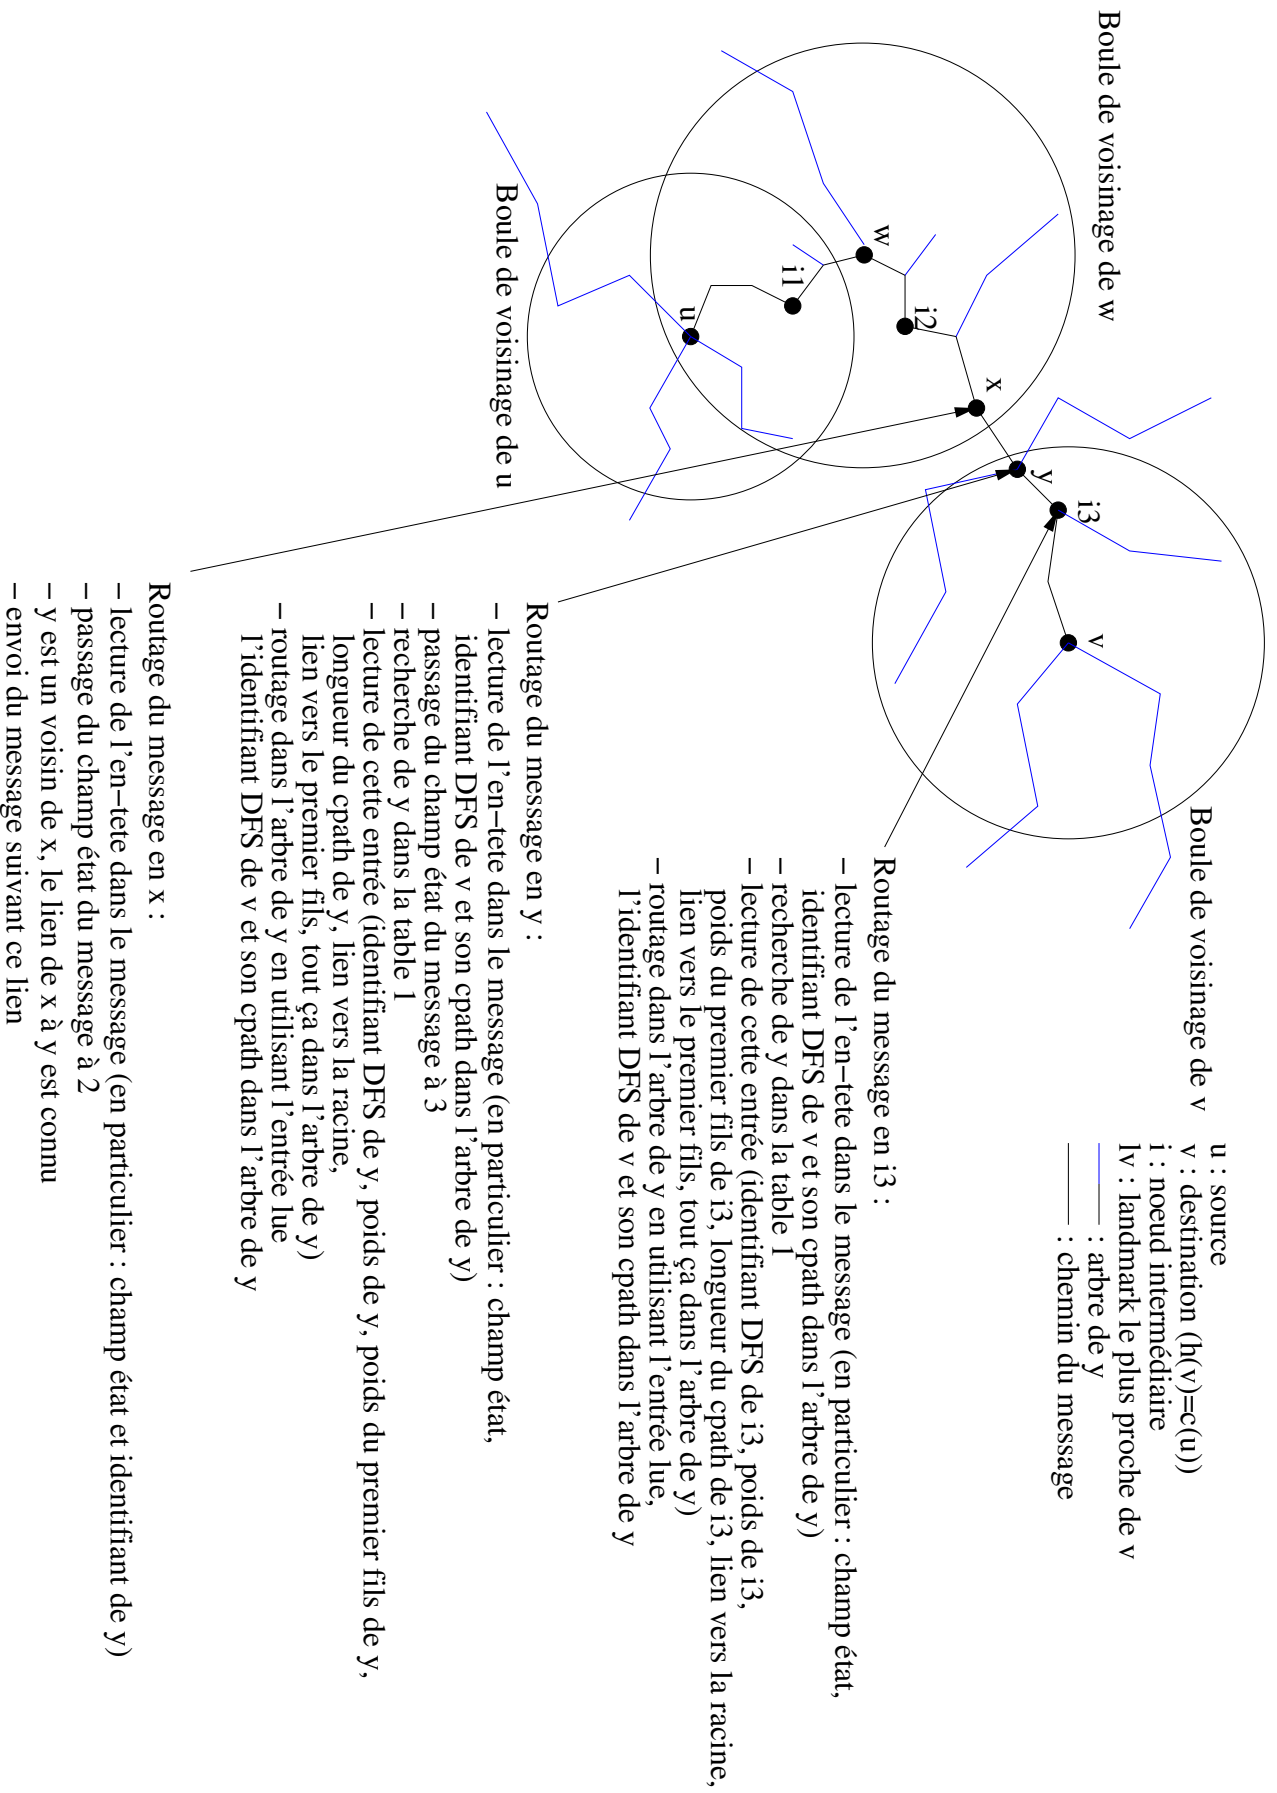 Boule de voisinage de w
w
i1
i2
u
x
Boule de voisinage de u
y
i3
v
Boule de voisinage de v
u : source
v : destination (h(v)=c(u))
i : noeud intermédiaire
lv : landmark le plus proche de v
: arbre de y
: chemin du message
Routage du message en i3 :
– lecture de l'en–tete dans le message (en particulier : champ état,
identifiant DFS de v et son cpath dans l'arbre de y)
– recherche de y dans la table 1
– lecture de cette entrée (identifiant DFS de i3, poids de i3,
poids du premier fils de i3, longueur du cpath de i3, lien vers la racine,
lien vers le premier fils, tout ça dans l'arbre de y)
– routage dans l'arbre de y en utilisant l'entrée lue,
l'identifiant DFS de v et son cpath dans l'arbre de y
Routage du message en y :
– lecture de l'en–tete dans le message (en particulier : champ état,
identifiant DFS de v et son cpath dans l'arbre de y)
– passage du champ état du message à 3
– recherche de y dans la table 1
– lecture de cette entrée (identifiant DFS de y, poids de y, poids du premier fils de y,
longueur du cpath de y, lien vers la racine,
lien vers le premier fils, tout ça dans l'arbre de y)
– routage dans l'arbre de y en utilisant l'entrée lue
l'identifiant DFS de v et son cpath dans l'arbre de y
Routage du message en x :
– lecture de l'en–tete dans le message (en particulier : champ état et identifiant de y)
– passage du champ état du message à 2
– y est un voisin de x, le lien de x à y est connu
– envoi du message suivant ce lien